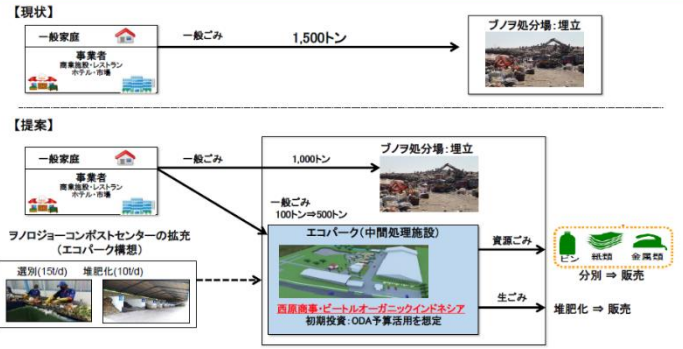 【現状】
一般家庭
事業者
商業施設・レストラン
ホテル・市場
一般ごみ
1,500トン
ブノヲ処分場:埋立
【提案】
一般家庭
事業者
商業施設・レストラン
ホテル・市場
一般ごみ
1,000トン
ブノヲ処分場:埋立
一般ごみ
100トン⇒500トン
ヲノロジョーコンポストセンターの拡充
(エコパーク構想)
選別(15t/d)
堆肥化(10t/d)
エコパーク(中間処理施設)
西原商事・ビートルオーガニックインドネシア
初期投資:ODA予算活用を想定
資源ごみ
ビン
紙類
金属類
分別 ⇒ 販売
生ごみ
堆肥化 ⇒ 販売